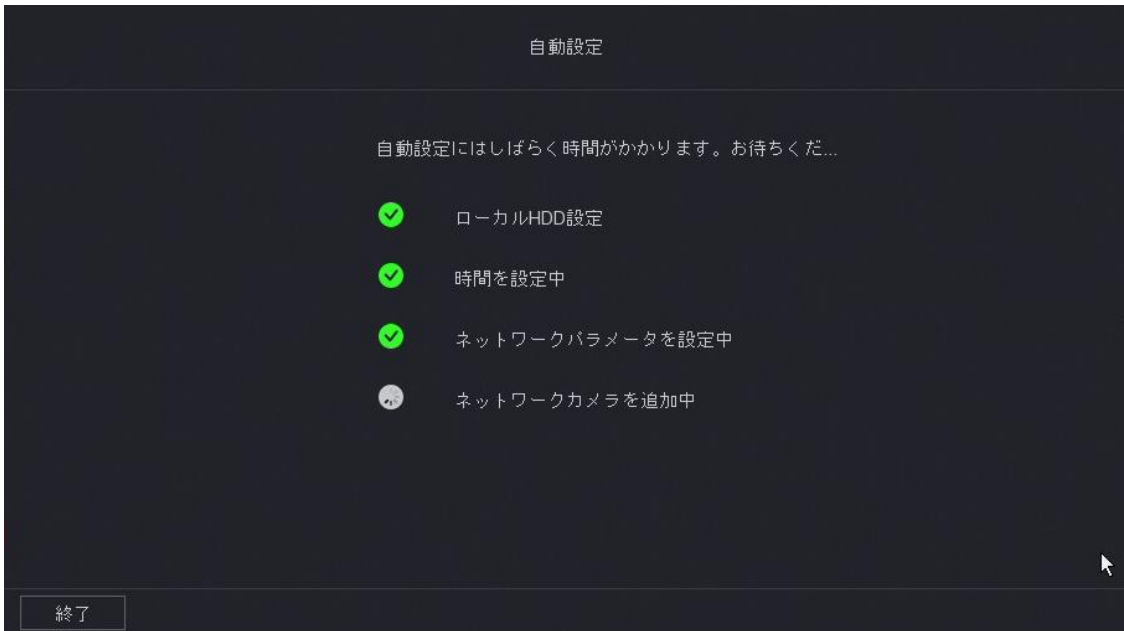 自動設定
自動設定にはしばらく時間がかかります。お待ちくだ...
ローカルHDD設定
時間を設定中
ネットワークパラメータを設定中
ネットワークカメラを追加中
終了